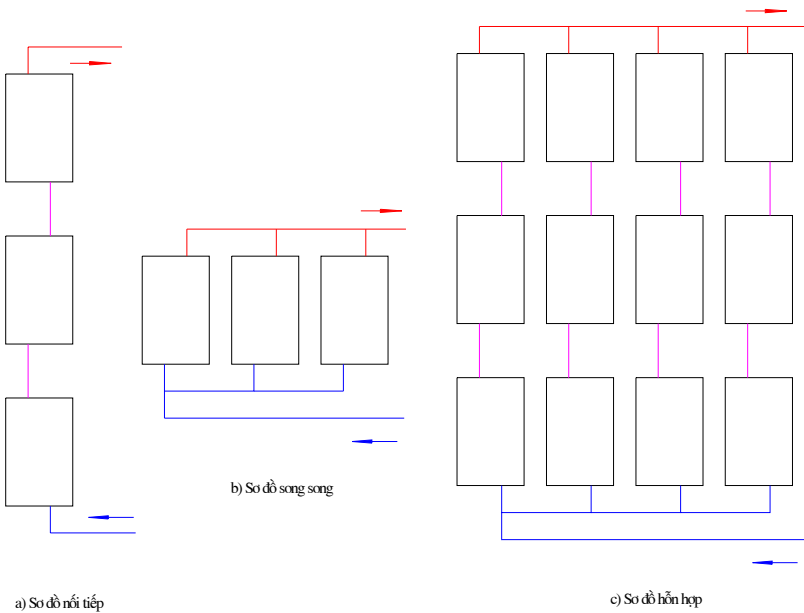 b) Sơ đồ song song
a) Sơ đồ nối tiếp
c) Sơ đồ hỗn hợp